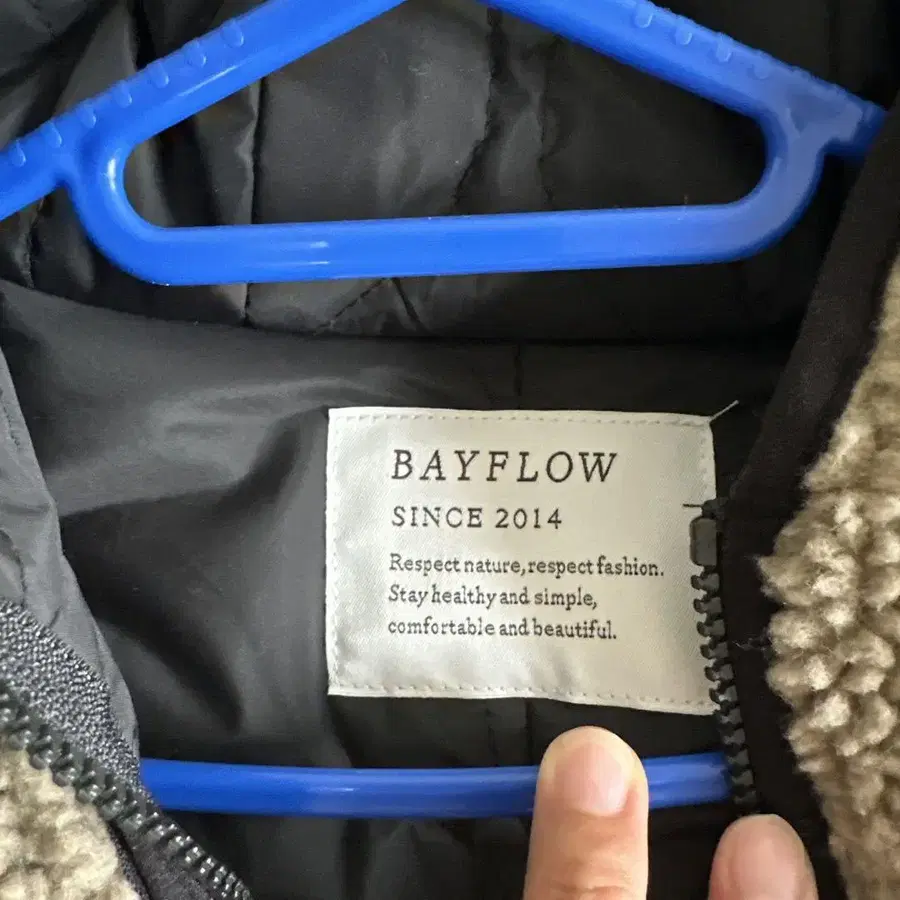 BAYFLOW
SINCE 2014
Respect nature, respect fashion.
Stay healthy and simple,
comfortable and beautiful.